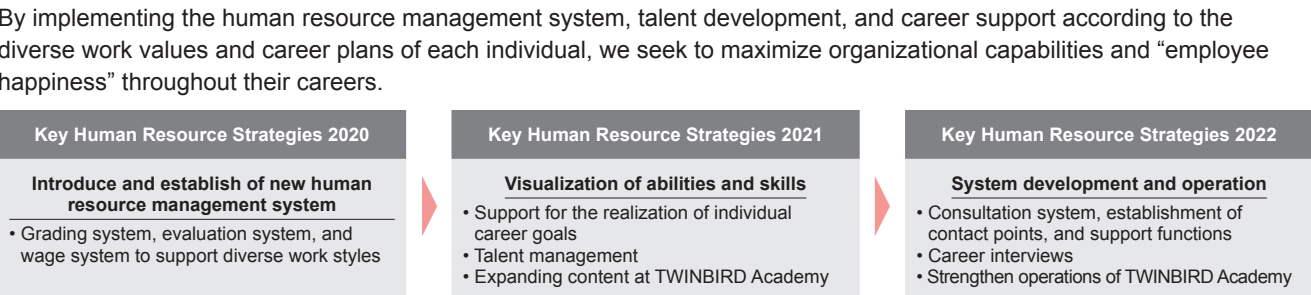 By implementing the human resource management system, talent development, and career support according to the
diverse work values and career plans of each individual, we seek to maximize organizational capabilities and “employee
happiness” throughout their careers.
Key Human Resource Strategies 2020
Introduce and establish of new human
resource management system
• Grading system, evaluation system, and
wage system to support diverse work styles
Key Human Resource Strategies 2021
Visualization of abilities and skills
• Support for the realization of individual
career goals
• Talent management
• Expanding content at TWINBIRD Academy
Key Human Resource Strategies 2022
System development and operation
• Consultation system, establishment of
contact points, and support functions
• Career interviews
• Strengthen operations of TWINBIRD Academy